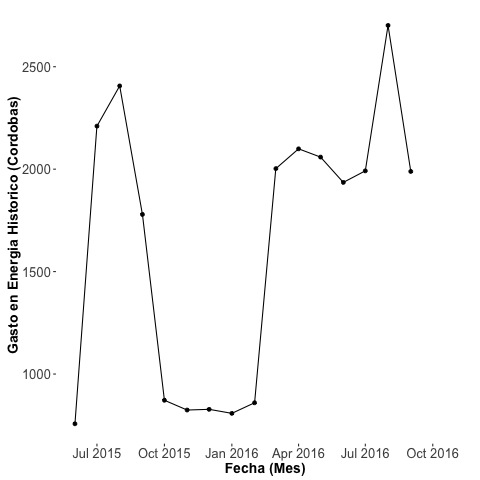 Gasto en Energia Historico (Cordobas)
2500
2000
1500
1000
Jul 2015 Oct 2015 Jan 2016 Apr 2016 Jul 2016 Oct 2016
Fecha (Mes)